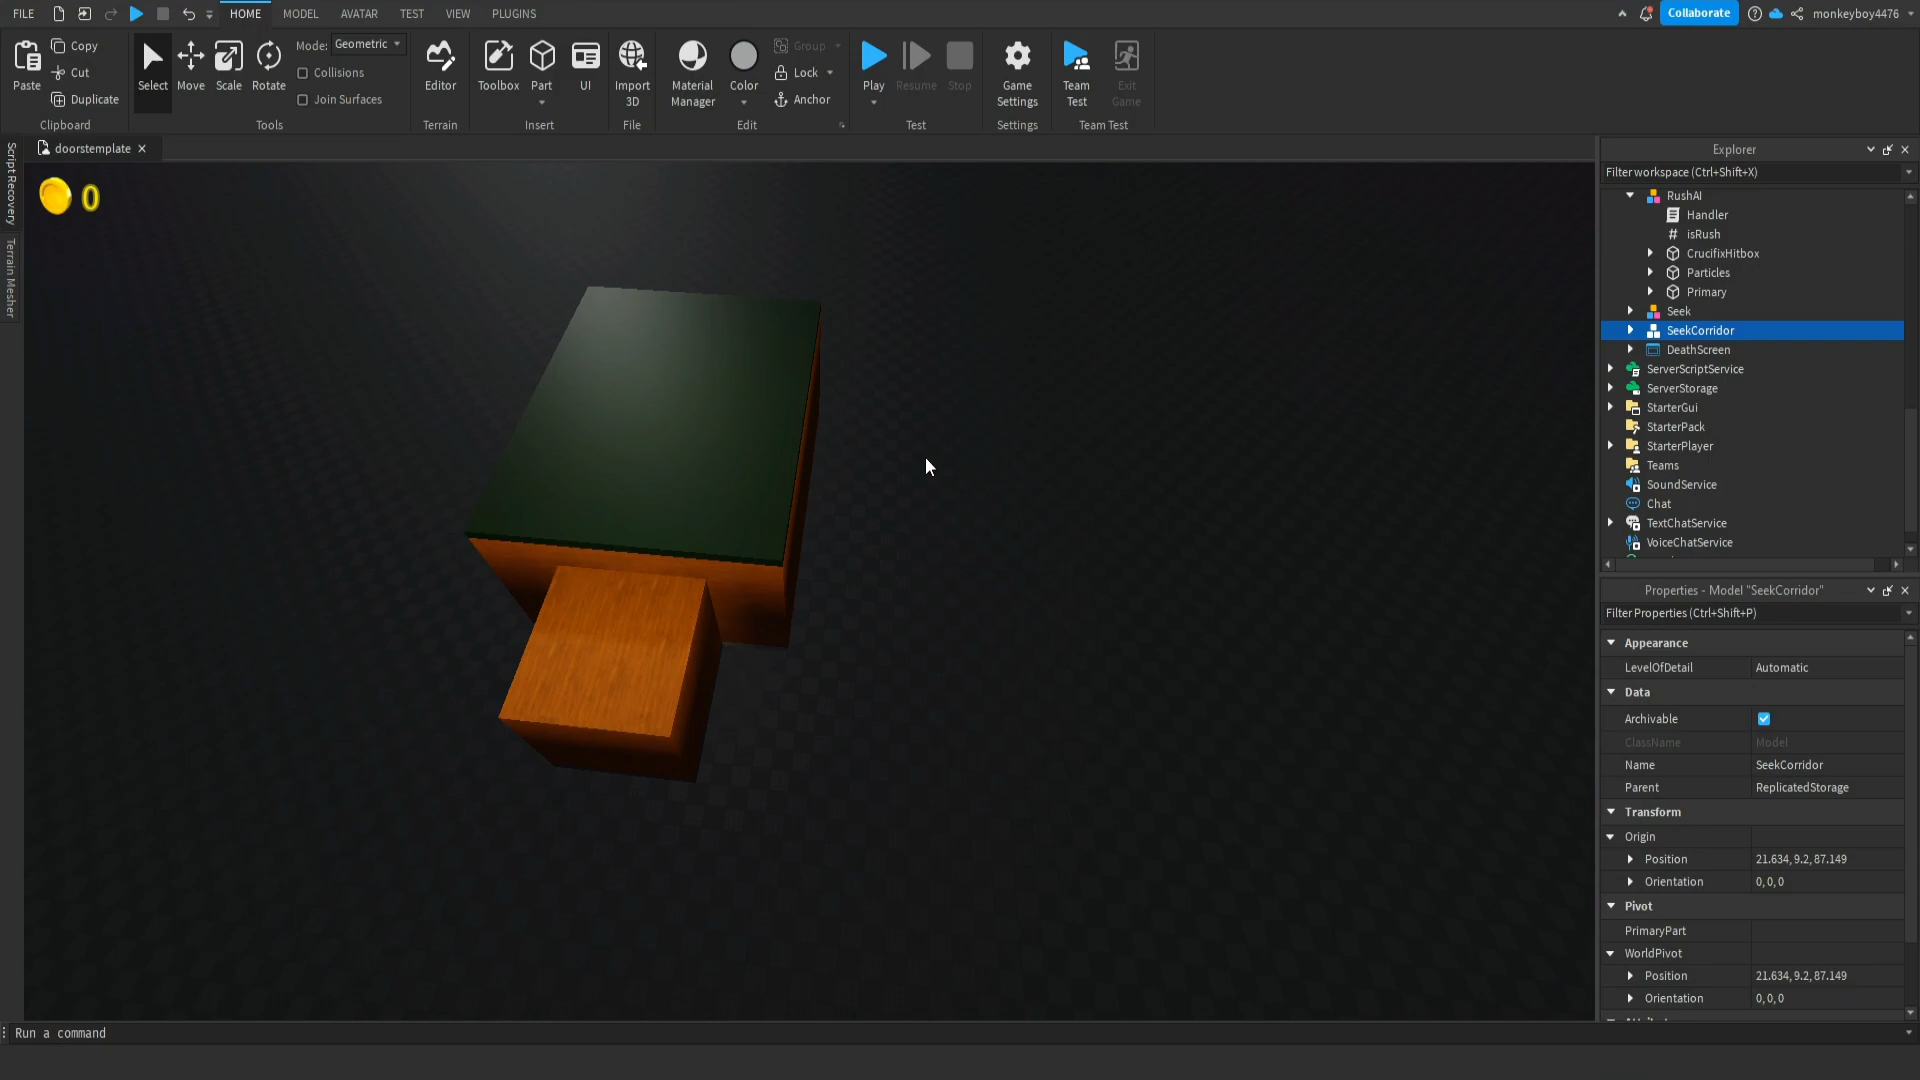 FILE
HOME
MODEL
AVATAR
TEST
VIEW
PLUGINS
Collaborate
monkeyboy4476
Paste
Copy
Cut
Duplicate
Clipboard
Select
Move
Scale
Rotate
Mode: Geometric
Collisions
Join Surfaces
Tools
Editor
Terrain
Toolbox
Part
UI
Insert
Import
3D
File
Material
Manager
Color
Group
Lock
Anchor
Edit
Play
Resume
Stop
Test
Game
Settings
Settings
Team
Test
Exit
Game
Team Test
Script Recovery
Terrain Mesher
doorstemplate
0
Explorer
Filter workspace (Ctrl+Shift+X)
RushAI
Handler
# isRush
CrucifixHitbox
Particles
Primary
Seek
SeekCorridor
DeathScreen
ServerScriptService
ServerStorage
StarterGui
StarterPack
StarterPlayer
Teams
SoundService
Chat
TextChatService
VoiceChatService
Properties - Model "SeekCorridor"
Filter Properties (Ctrl+Shift+P)
Appearance
LevelOfDetail Automatic
Data
Archivable
ClassName Model
Name SeekCorridor
Parent ReplicatedStorage
Transform
Origin
Position 21.634, 9.2, 87.149
Orientation 0, 0, 0
Pivot
PrimaryPart
WorldPivot
Position 21.634, 9.2, 87.149
Orientation 0, 0, 0
Run a command